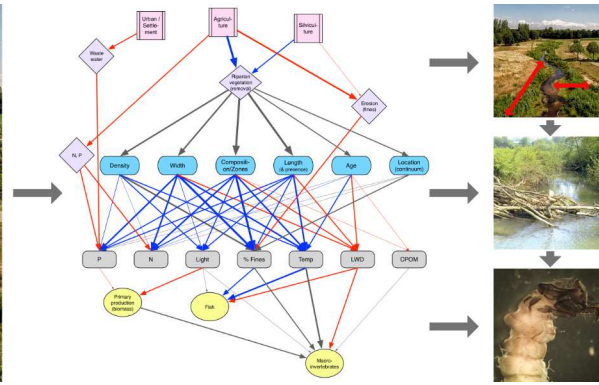 Urban /
Settle-
ment
Agricul-
ture
Silvicul-
ture
Waste
water
Riparian
vegetation
(removal)
Erosion
(fines)
N, P
Density
Width
Compositi-
on/Zones
Length
(Δ presence)
Age
Location
(continuum)
P
N
Light
% Fines
Temp
LWD
CPOM
Primary
production
(biomass)
Fish
Macro-
invertebrates